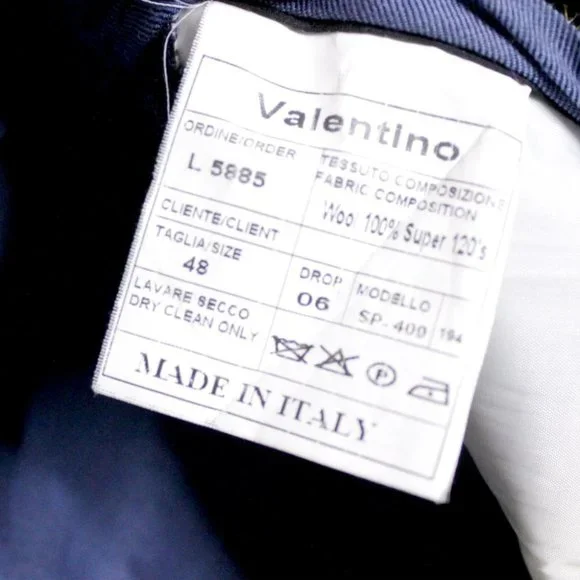 Valentino
ORDINE/ORDER
L 5885
TESSUTO COMPOSIZIONE
FABRIC COMPOSITION
Woo 100% Super 120's
CLIENTE/CLIENT
TAGLIA/SIZE
48
DROP
06
MODELLO
SP-400
194
LAVARE SECCO
DRY CLEAN ONLY
P
MADE IN ITALY